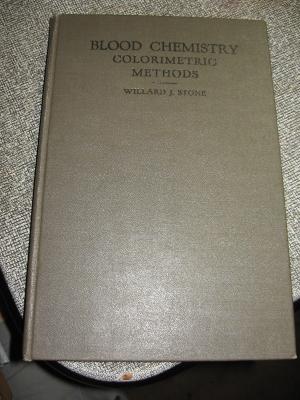 BLOOD CHEMISTRY
COLORIMETRIC
METHODS
WILLARD J. STONE